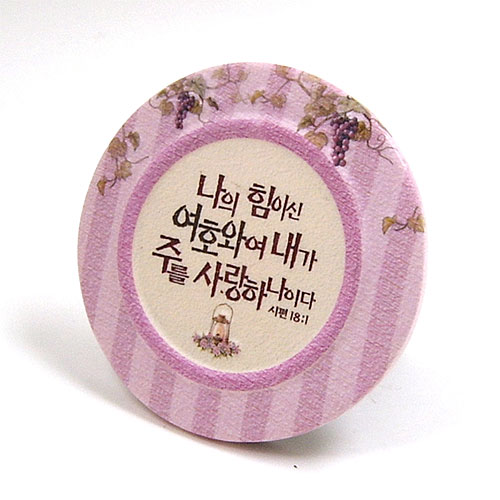 나의 힘이신
여호와여 내가
주를 사랑하나이다
시편 18:1